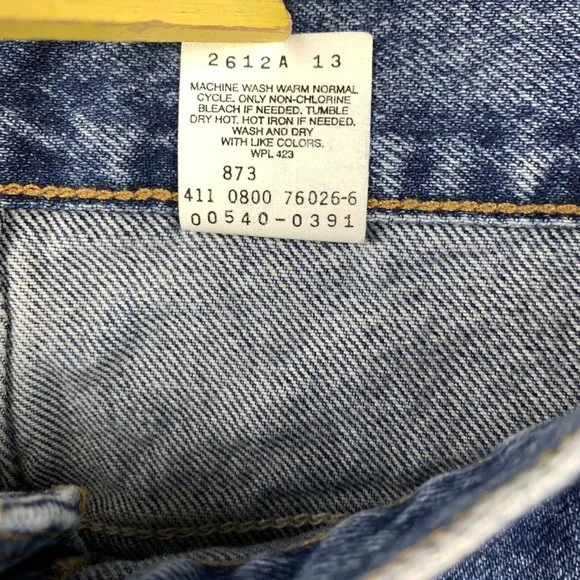 2612A 13
MACHINE WASH WARM NORMAL
CYCLE. ONLY NON-CHLORINE
BLEACH IF NEEDED. TUMBLE
DRY HOT. HOT IRON IF NEEDED.
WASH AND DRY
WITH LIKE COLORS.
WPL 423
873
411 0800 76026-6
00540-0391